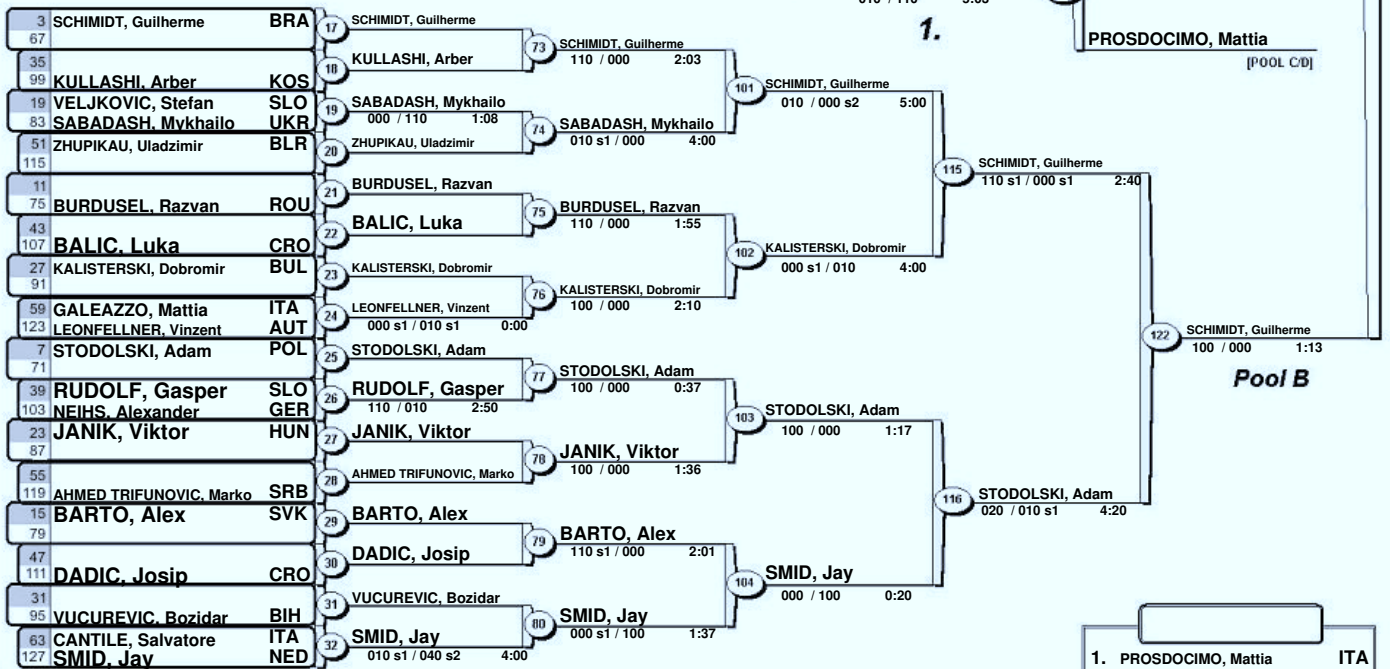 1.
PROSDOCIMO, Mattia
[POOL C/D]
3 SCHIMIDT, Guilherme BRA
67
35
99 KULLASHI, Arber KOS
19 VELJKOVIC, Stefan SLO
83 SABADASH, Mykhailo UKR
51 ZHUPIKAU, Uladzimir BLR
115
11
75 BURDUSEL, Razvan ROU
43
107 BALIC, Luka CRO
27 KALISTERSKI, Dobromir BUL
91
59 GALEAZZO, Mattia ITA
123 LEONFELLNER, Vinzent AUT
7 STODOLSKI, Adam POL
71
39 RUDOLF, Gasper SLO
103 NEIHS, Alexander GER
23 JANIK, Viktor HUN
87
55
119 AHMED TRIFUNOVIC, Marko SRB
15 BARTO, Alex SVK
79
47
111 DADIC, Josip CRO
31
95 VUCUREVIC, Bozidar BIH
63 CANTILE, Salvatore ITA
127 SMID, Jay NED
17 SCHIMIDT, Guilherme
18 KULLASHI, Arber
19 SABADASH, Mykhailo
000 / 110 1:08
20 ZHUPIKAU, Uladzimir
21 BURDUSEL, Razvan
22 BALIC, Luka
23 KALISTERSKI, Dobromir
24 LEONFELLNER, Vinzent
000 s1 / 010 s1 0:00
25 STODOLSKI, Adam
26 RUDOLF, Gasper
110 / 010 2:50
27 JANIK, Viktor
28 AHMED TRIFUNOVIC, Marko
29 BARTO, Alex
30 DADIC, Josip
31 VUCUREVIC, Bozidar
32 SMID, Jay
010 s1 / 040 s2 4:00
73 SCHIMIDT, Guilherme
110 / 000 2:03
74 SABADASH, Mykhailo
010 s1 / 000 4:00
75 BURDUSEL, Razvan
110 / 000 1:55
76 KALISTERSKI, Dobromir
100 / 000 2:10
77 STODOLSKI, Adam
100 / 000 0:37
78 JANIK, Viktor
100 / 000 1:36
79 BARTO, Alex
110 s1 / 000 2:01
80 SMID, Jay
000 s1 / 100 1:37
101 SCHIMIDT, Guilherme
010 / 000 s2 5:00
102 KALISTERSKI, Dobromir
000 s1 / 010 4:00
103 STODOLSKI, Adam
100 / 000 1:17
104 SMID, Jay
000 / 100 0:20
115 SCHIMIDT, Guilherme
110 s1 / 000 s1 2:40
116 STODOLSKI, Adam
020 / 010 s1 4:20
122 SCHIMIDT, Guilherme
100 / 000 1:13
Pool B
1. PROSDOCIMO, Mattia ITA